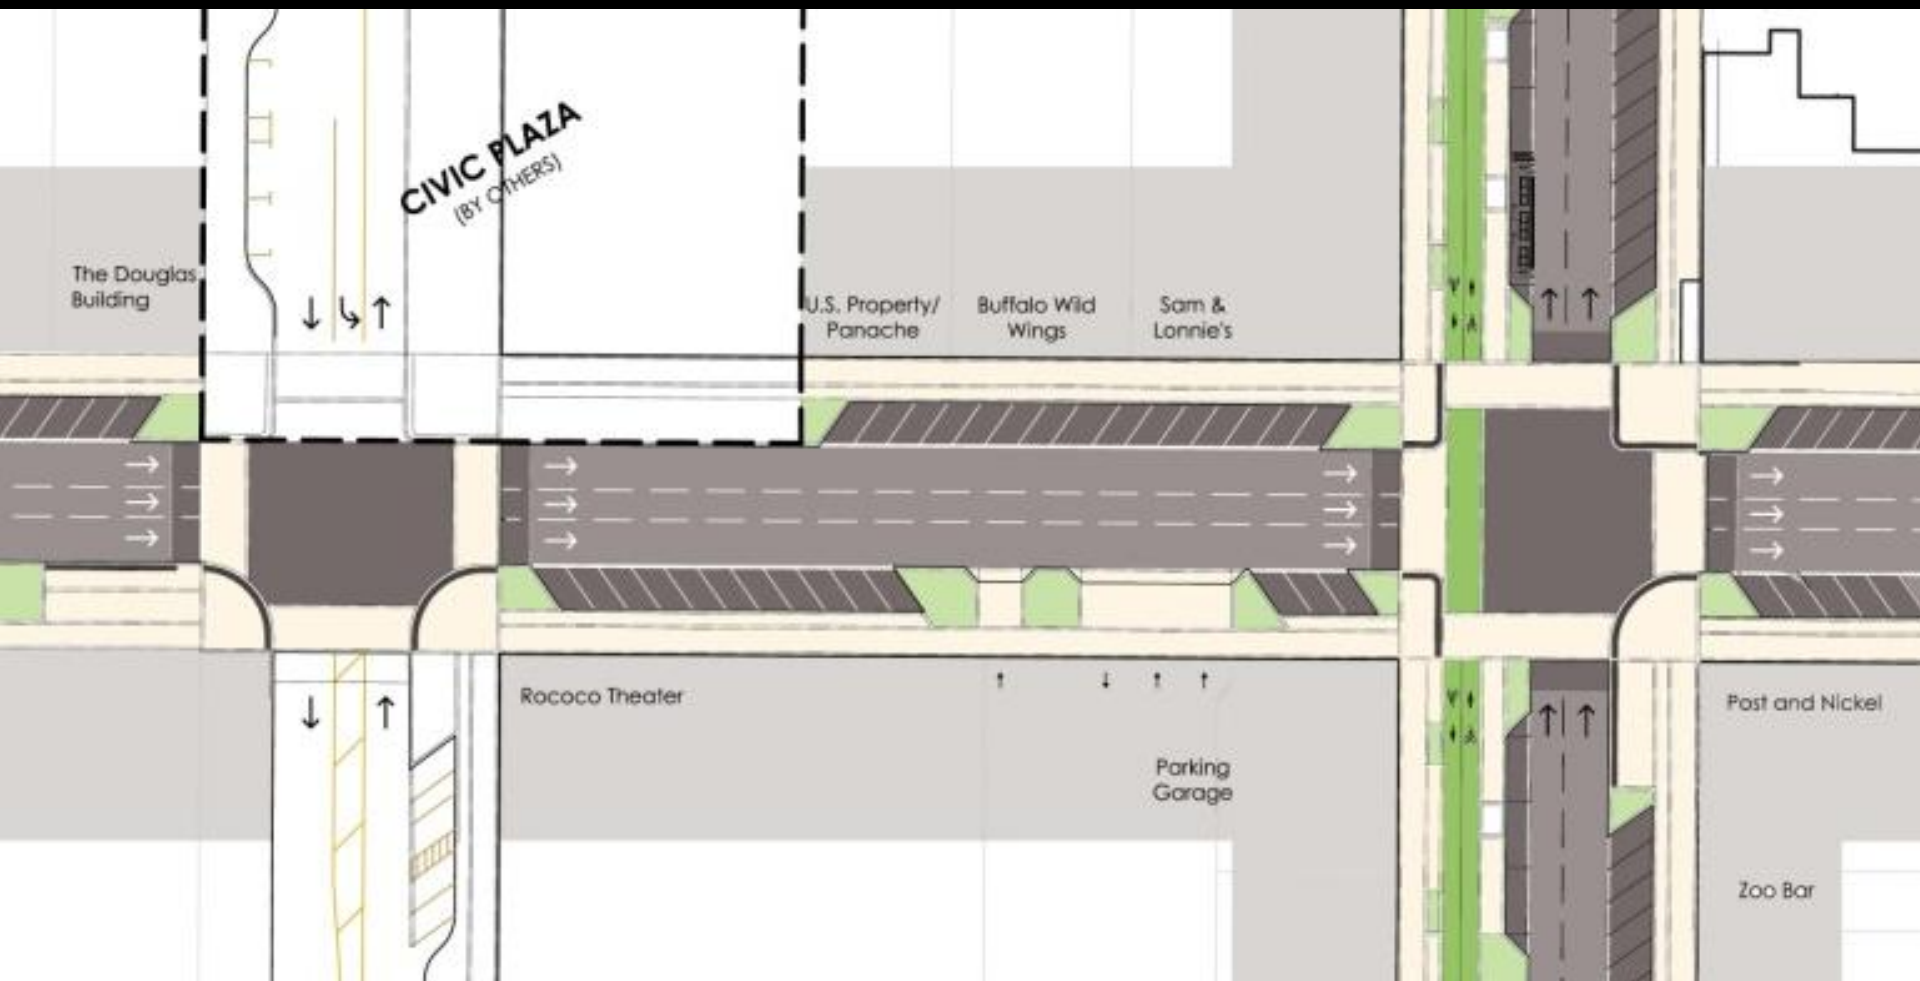 CIVIC PLAZA
(BY OTHERS)
The Douglas
Building
U.S. Property/
Panache
Buffalo Wild
Wings
Sam &
Lonnie's
Rococo Theater
Parking
Garage
Post and Nickel
Zoo Bar